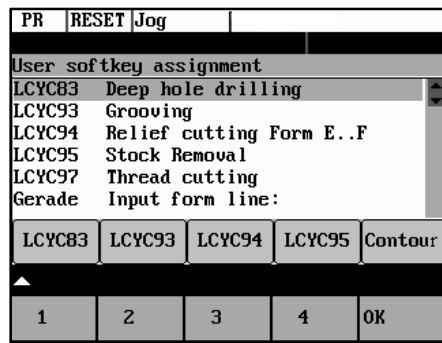 PR RESET Jog
User softkey assignment
LCYC83 Deep hole drilling
LCYC93 Grooving
LCYC94 Relief cutting Form E..F
LCYC95 Stock Removal
LCYC97 Thread cutting
Gerade Input form line:
LCYC83 LCYC93 LCYC94 LCYC95 Contour
1 2 3 4 OK